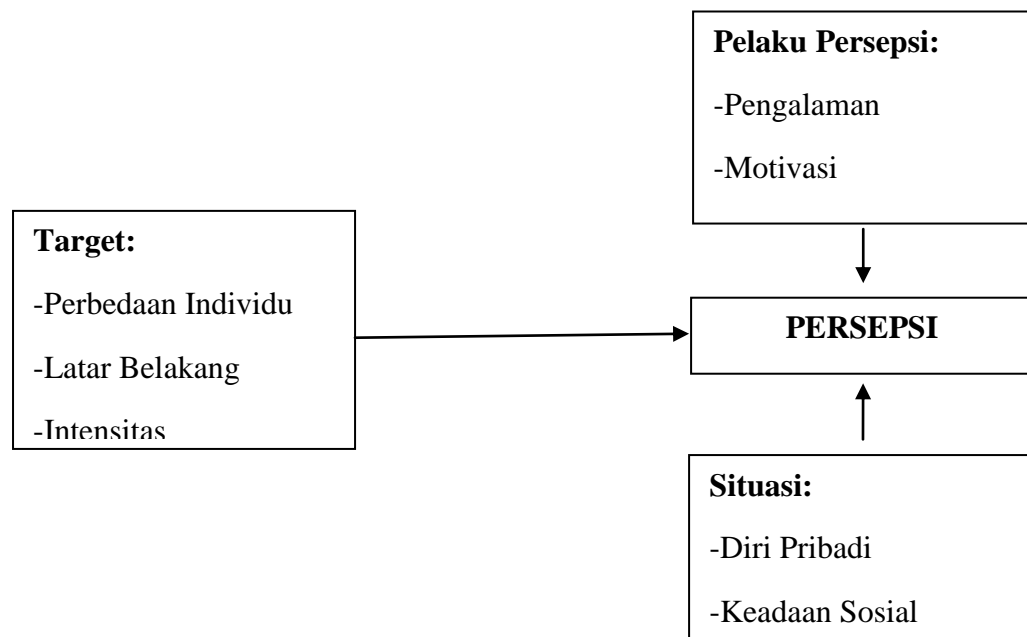 Pelaku Persepsi:
-Pengalaman
-Motivasi
Target:
-Perbedaan Individu
-Latar Belakang
-Intensitas
PERSEPSI
Situasi:
-Diri Pribadi
-Keadaan Sosial